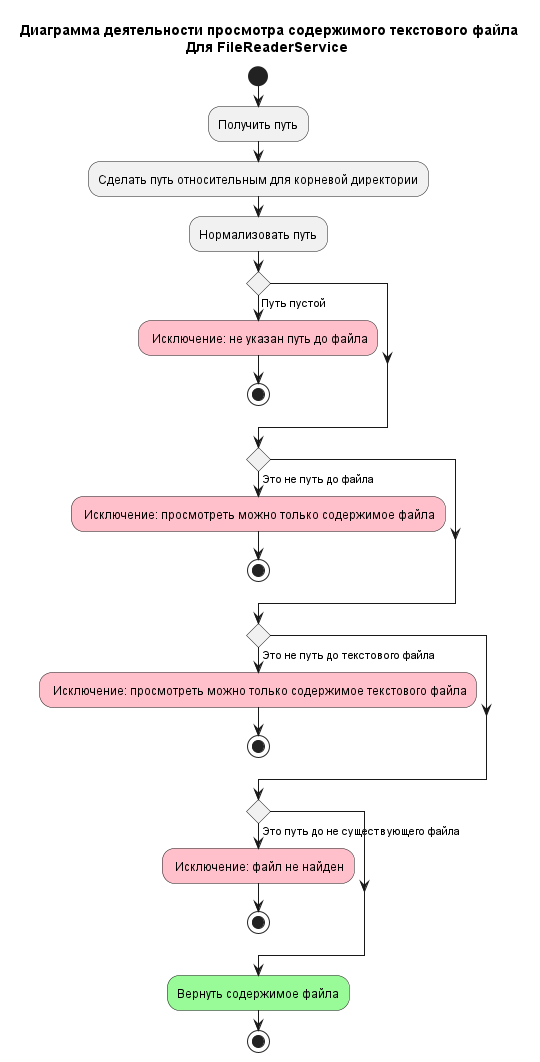 Диаграмма деятельности просмотра содержимого текстового файла
Для FileReaderService
Получить путь
Сделать путь относительным для корневой директории
Нормализовать путь
Путь пустой
Исключение: не указан путь до файла
Это не путь до файла
Исключение: просмотреть можно только содержимое файла
Это не путь до текстового файла
Исключение: просмотреть можно только содержимое текстового файла
Это путь до не существующего файла
Исключение: файл не найден
Вернуть содержимое файла